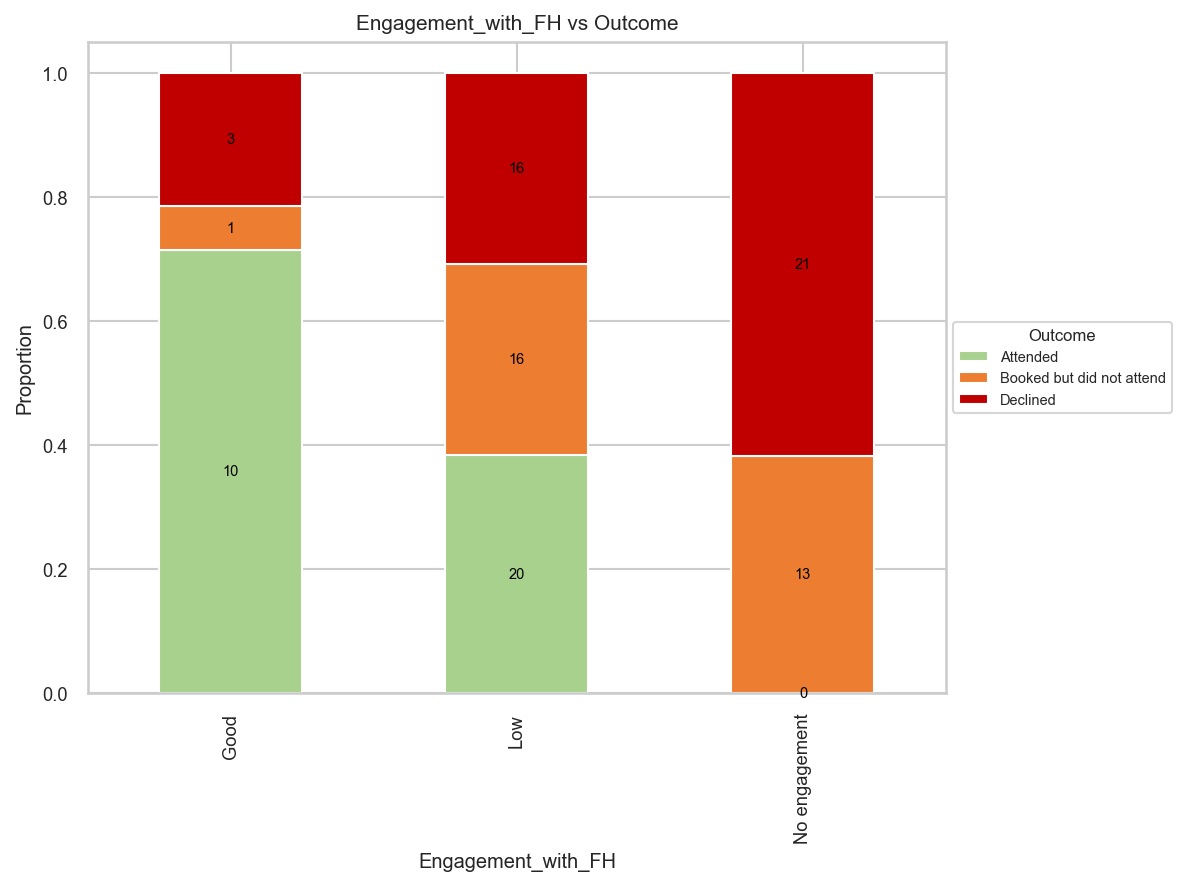 Engagement_with_FH vs Outcome
Proportion
1.0
0.8
0.6
0.4
0.2
0.0
3
1
10
16
16
20
21
13
0
Good
Low
No engagement
Engagement_with_FH
Outcome
Attended
Booked but did not attend
Declined